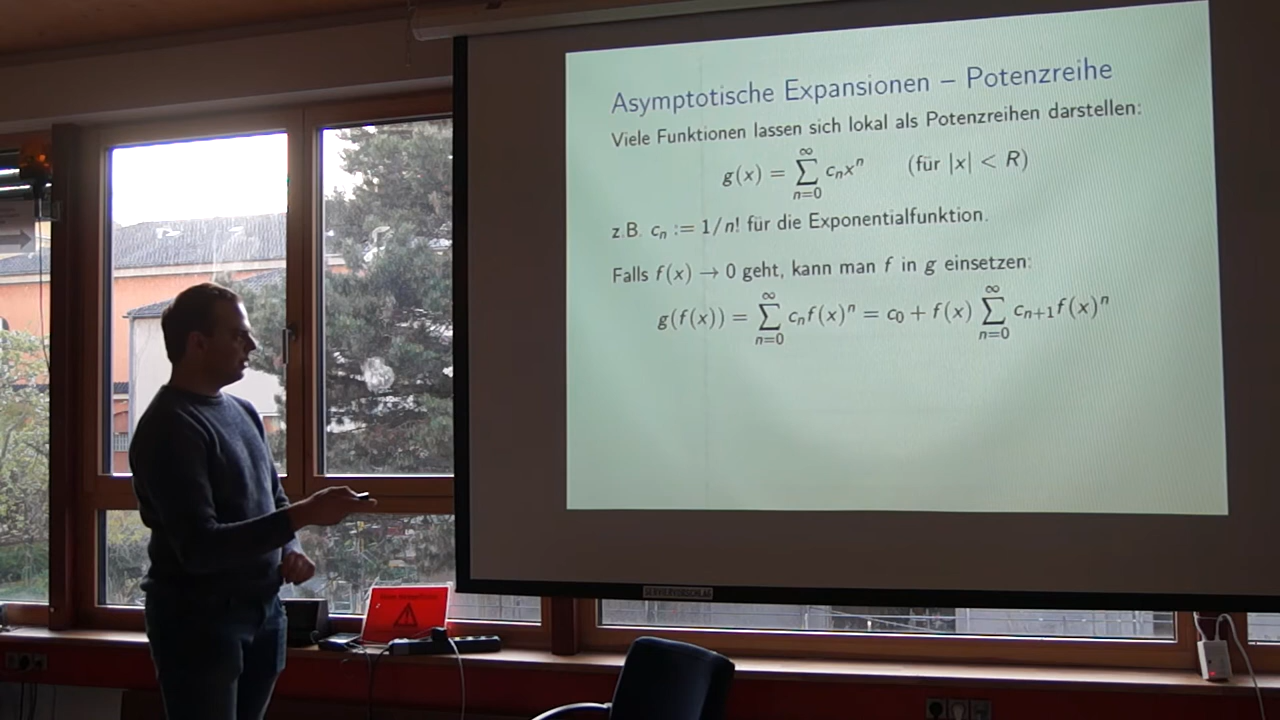 Asymptotische Expansionen – Potenzreihe
Viele Funktionen lassen sich lokal als Potenzreihen darstellen:
g(x) = ∑_{n=0}^{∞} c_n x^n (für |x| < R)
z.B. c_n := 1/n! für die Exponentialfunktion.
Falls f(x) → 0 geht, kann man f in g einsetzen:
g(f(x)) = ∑_{n=0}^{∞} c_n f(x)^n = c_0 + f(x) ∑_{n=0}^{∞} c_{n+1} f(x)^n
SERVIERVORSCHLAG